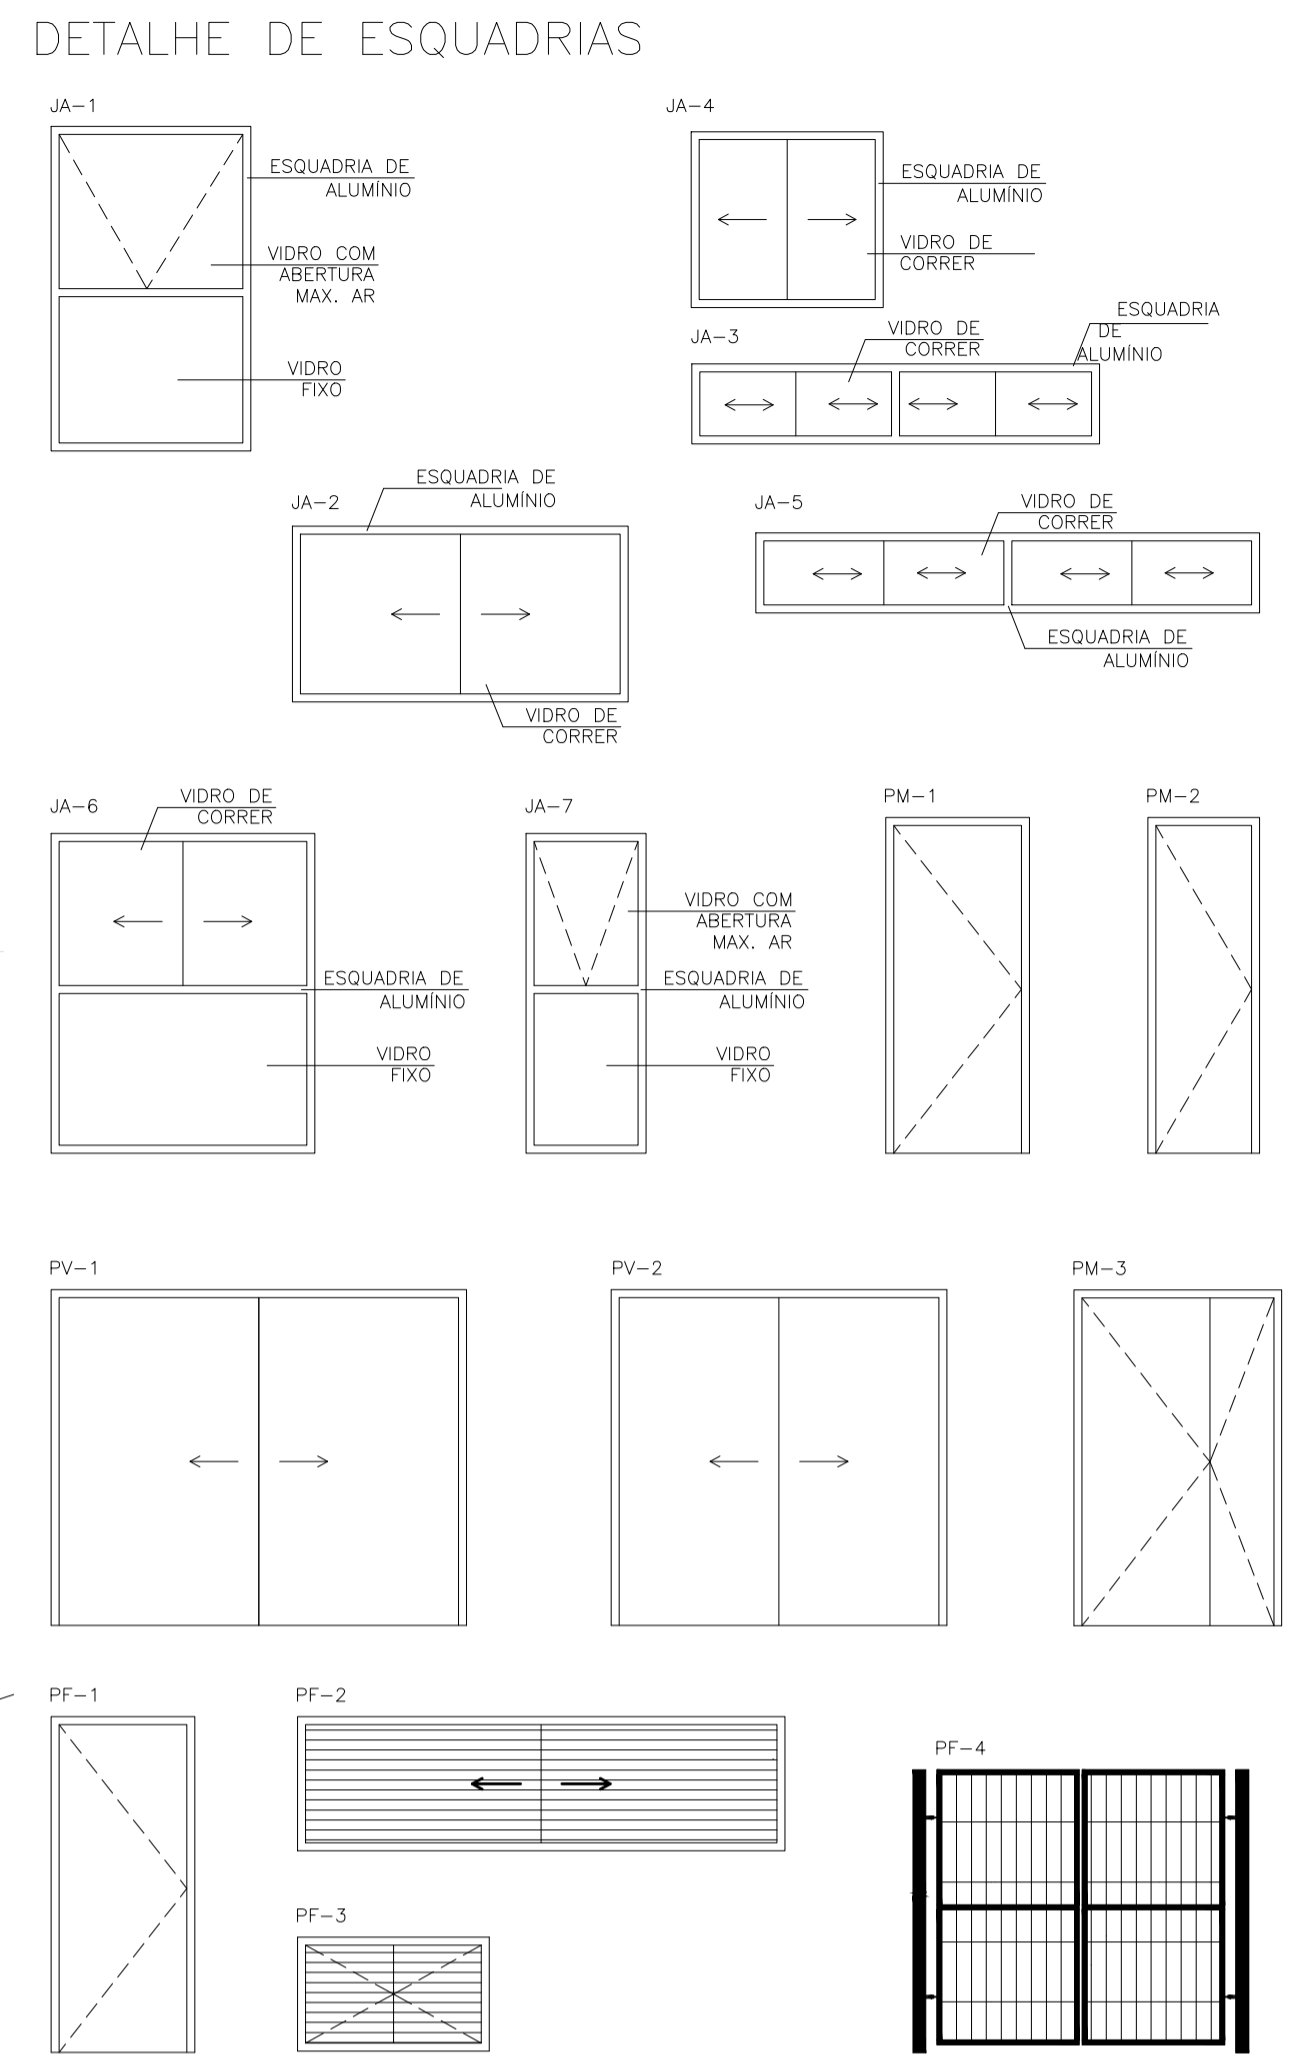 DETALHE DE ESQUADRIAS
JA-1
ESQUADRIA DE
ALUMÍNIO
VIDRO COM
ABERTURA
MAX. AR
VIDRO
FIXO
JA-4
ESQUADRIA DE
ALUMÍNIO
VIDRO DE
CORRER
JA-3
VIDRO DE
CORRER
ESQUADRIA
DE
ALUMÍNIO
JA-2
ESQUADRIA DE
ALUMÍNIO
VIDRO DE
CORRER
JA-5
VIDRO DE
CORRER
ESQUADRIA DE
ALUMÍNIO
JA-6
VIDRO DE
CORRER
ESQUADRIA DE
ALUMÍNIO
VIDRO
FIXO
JA-7
VIDRO COM
ABERTURA
MAX. AR
ESQUADRIA DE
ALUMÍNIO
VIDRO
FIXO
PM-1
PM-2
PV-1
PV-2
PM-3
PF-1
PF-2
PF-3
PF-4